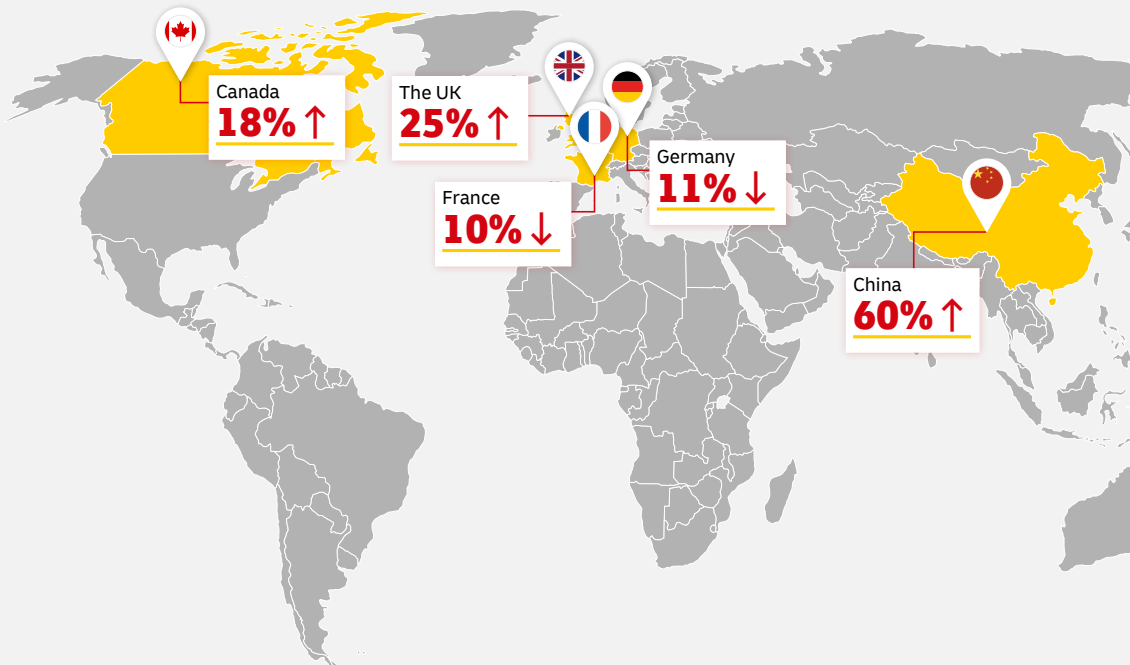 Canada
18% ↑
The UK
25% ↑
Germany
11% ↓
France
10% ↓
China
60% ↑